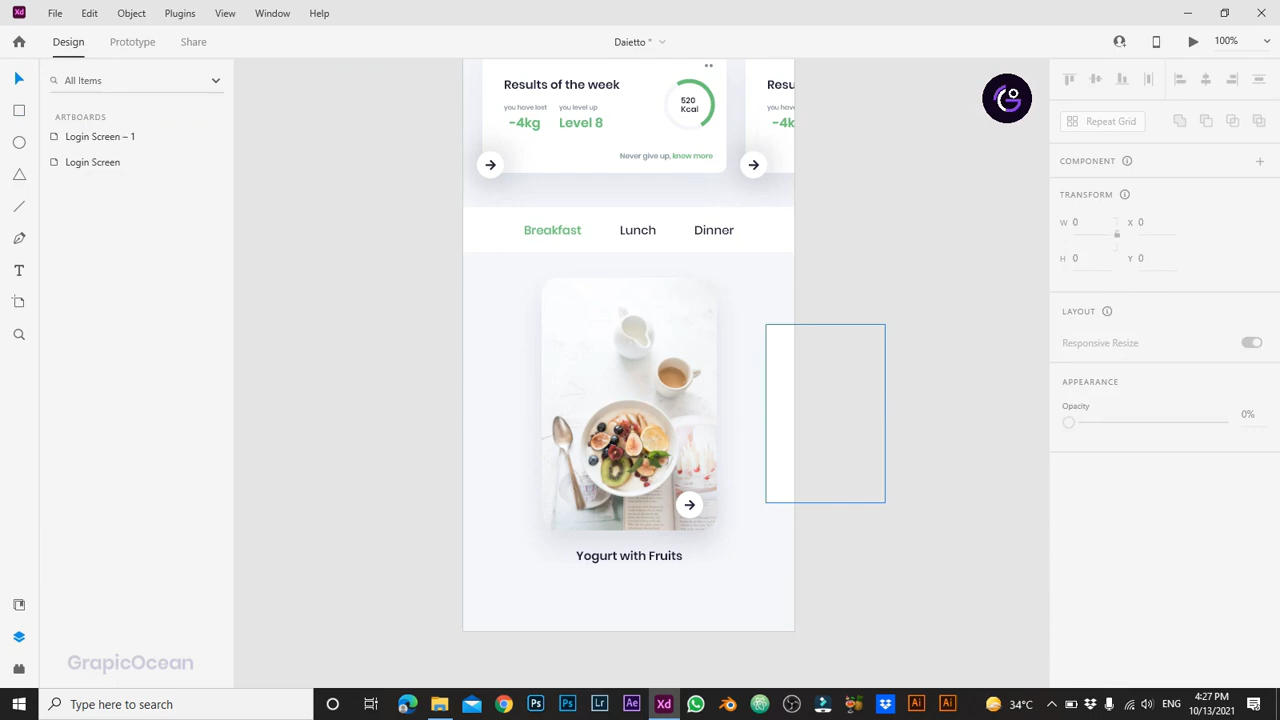 File Edit Object Plugins View Window Help
Design Prototype Share
Daietto *
100%
All Items
ARTBOARDS
Login Screen – 1
Login Screen
GrapicOcean
Results of the week
you have lost you level up
-4kg Level 8
520
Kcal
Never give up, know more
Resu
you hav
-4k
Breakfast Lunch Dinner
Yogurt with Fruits
Repeat Grid
COMPONENT
TRANSFORM
W 0 X 0
H 0 Y 0
LAYOUT
Responsive Resize
APPEARANCE
Opacity
0%
Type here to search
34°C
4:27 PM
10/13/2021